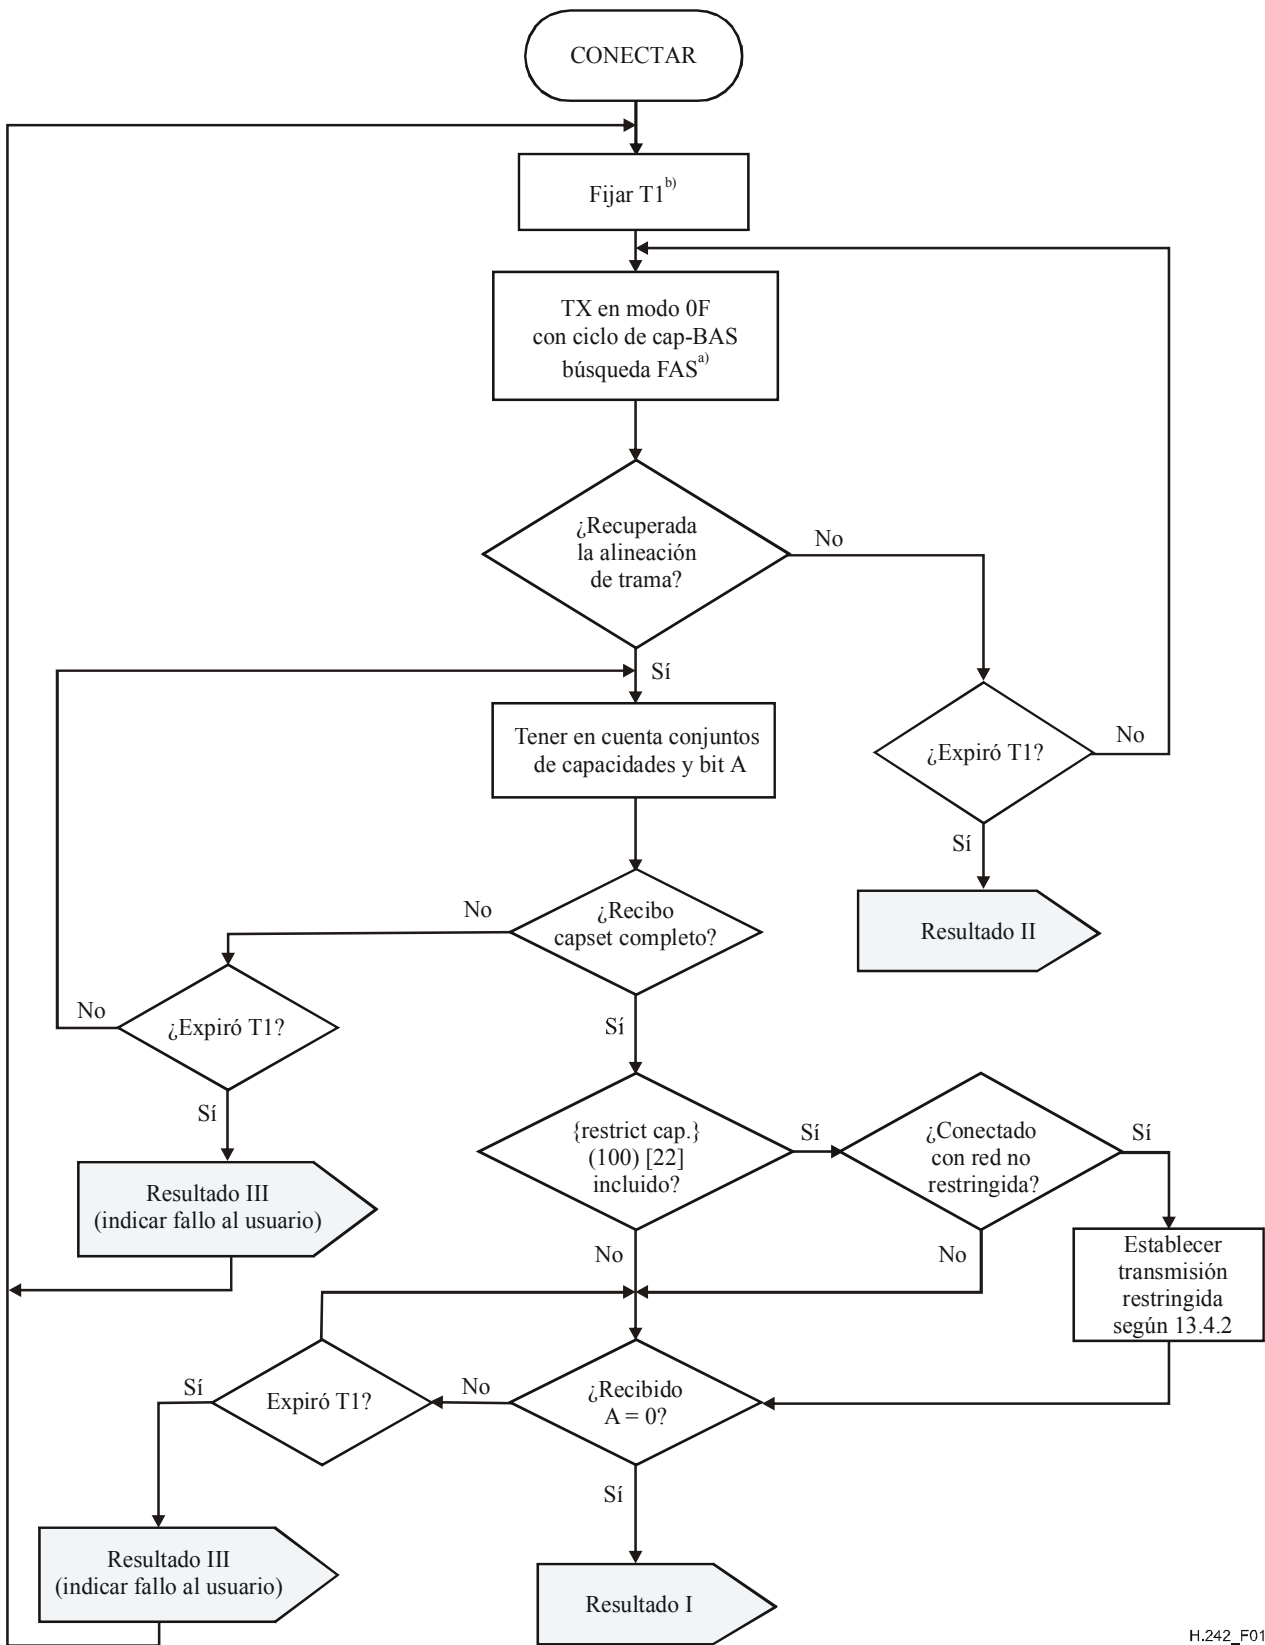 CONECTAR
Fijar T1b)
TX en modo 0F
con ciclo de cap-BAS
búsqueda FASa)
¿Recuperada
la alineación
de trama?
No
Sí
Tener en cuenta conjuntos
de capacidades y bit A
¿Expiró T1?
No
Sí
Resultado II
¿Recibo
capset completo?
No
¿Expiró T1?
No
Sí
Sí
Resultado III
(indicar fallo al usuario)
{restrict cap.}
(100) [22]
incluido?
Sí
No
¿Conectado
con red no
restringida?
Sí
No
Establecer
transmisión
restringida
según 13.4.2
¿Recibido
A = 0?
No
Expiró T1?
Sí
Sí
Resultado III
(indicar fallo al usuario)
Resultado I
H.242_F01